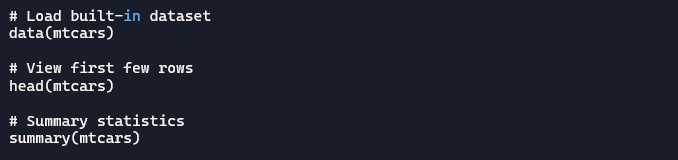 # Load built-in dataset
data(mtcars)
# View first few rows
head(mtcars)
# Summary statistics
summary(mtcars)